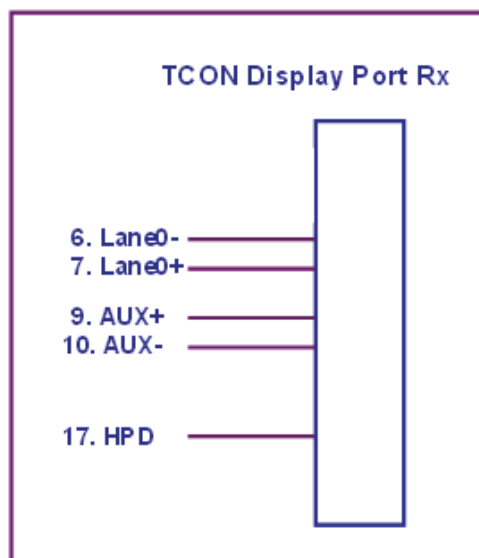 TCON Display Port Rx
6. Lane0-
7. Lane0+
9. AUX+
10. AUX-
17. HPD